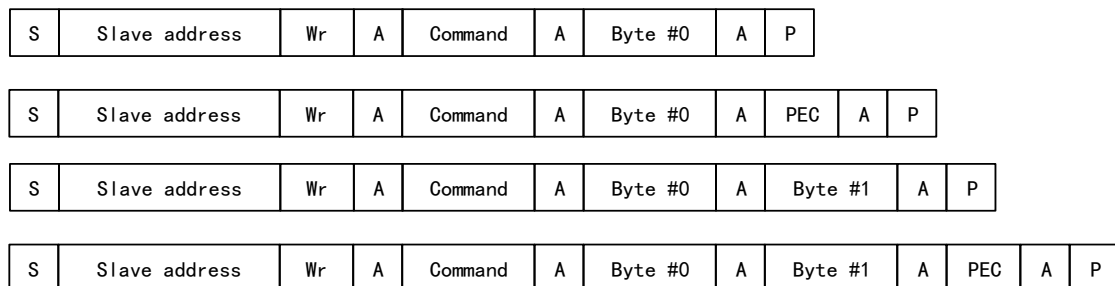 S Slave address Wr A Command A Byte #0 A P
S Slave address Wr A Command A Byte #0 A PEC A P
S Slave address Wr A Command A Byte #0 A Byte #1 A P
S Slave address Wr A Command A Byte #0 A Byte #1 A PEC A P